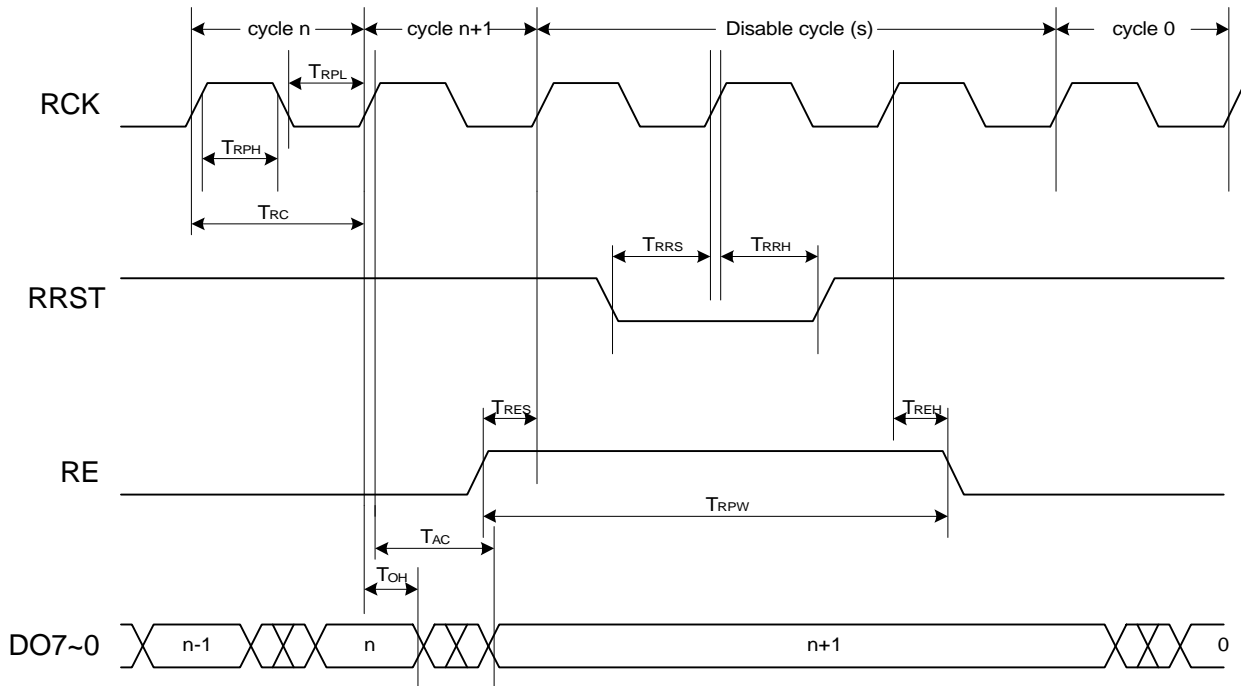 cycle n
cycle n+1
Disable cycle (s)
cycle 0
TRPL
RCK
TRPH
TRC
TRRS
TRRH
RRST
TRES
TREH
RE
TRPW
TAC
TOH
DO7~0
n-1
n
n+1
0